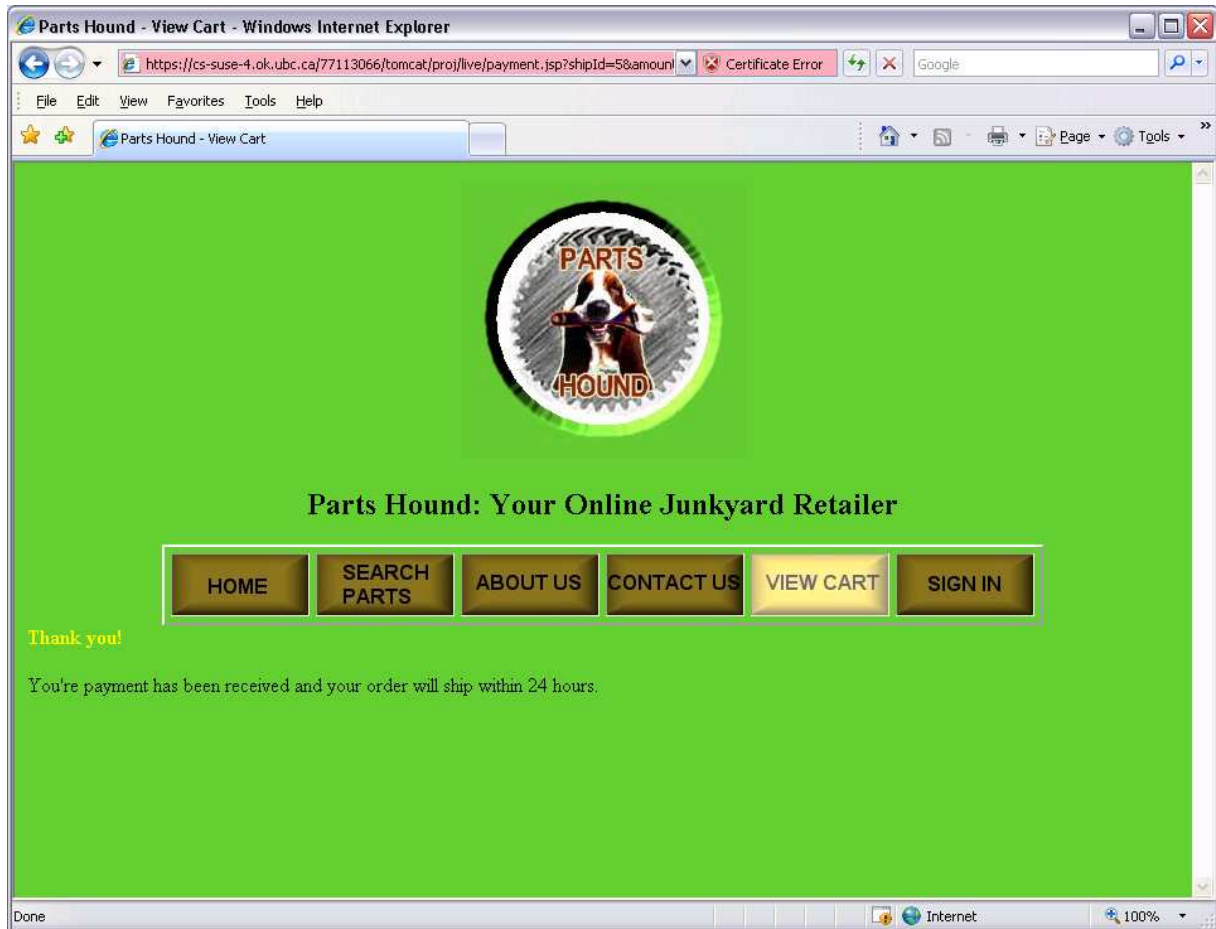 Parts Hound - View Cart - Windows Internet Explorer
https://cs-suse-4.ok.ubc.ca/77113066/tomcat/proj/live/payment.jsp?shipId=5&amoun
Certificate Error
Google
File Edit View Favorites Tools Help
Parts Hound - View Cart
Page Tools »
PARTS
HOUND
Parts Hound: Your Online Junkyard Retailer
HOME
SEARCH
PARTS
ABOUT US
CONTACT US
VIEW CART
SIGN IN
Thank you!
You're payment has been received and your order will ship within 24 hours.
Done
Internet
100%